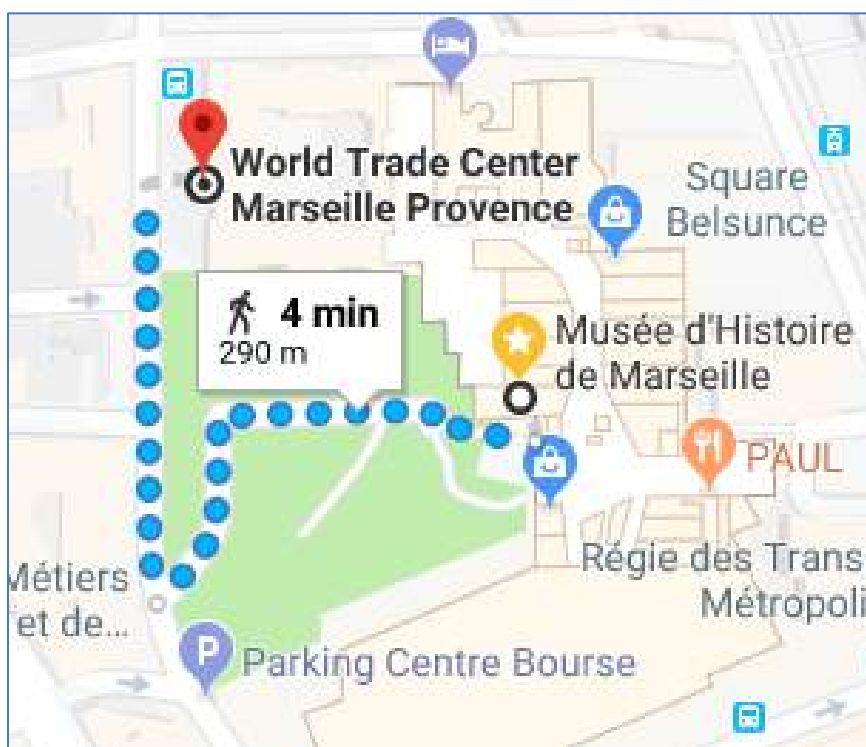 World Trade Center
Marseille Provence
Square
Belsunce
4 min
290 m
Musée d'Histoire
de Marseille
PAUL
Régie des Trans
Métropoli
Métiers
et de...
P
Parking Centre Bourse